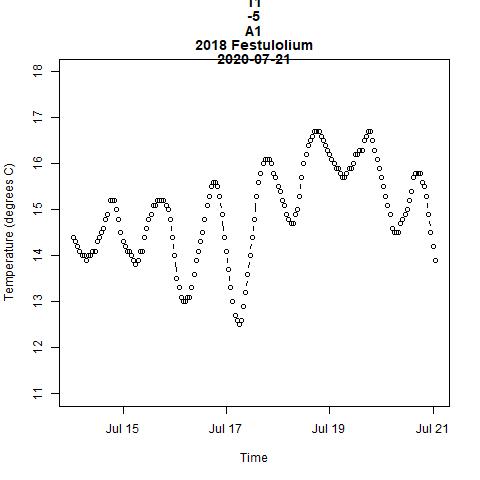 T1
-5
A1
2018 Festulolium
2020-07-21
Temperature (degrees C)
18
17
16
15
14
13
12
11
Jul 15
Jul 17
Jul 19
Jul 21
Time